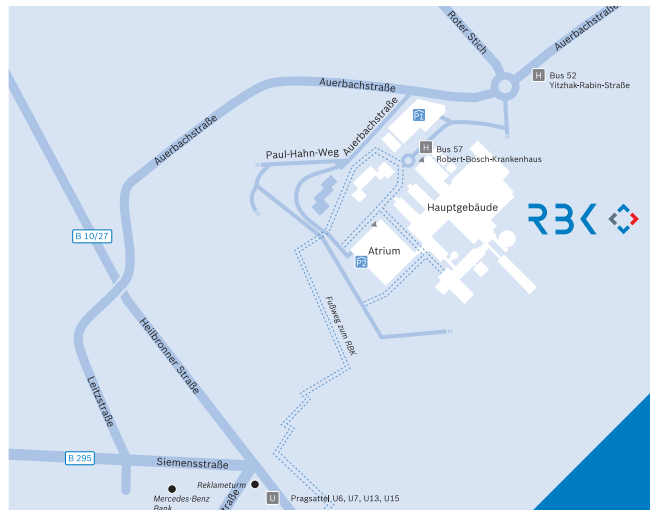 Roter Stich
Auerbachstraße
H Bus 52
Yitzhak-Rabin-Straße
Auerbachstraße
P1
Auerbachstraße
Auerbachstraße
H Bus 57
Robert-Bosch-Krankenhaus
Paul-Hahn-Weg
Hauptgebäude
RBK
B 10/27
Atrium
P2
Fußweg zum RBK
Heilbronner Straße
Leitzstraße
B 295
Siemensstraße
Reklameturm
Mercedes-Benz
Bank
U Pragsattel, U6, U7, U13, U15